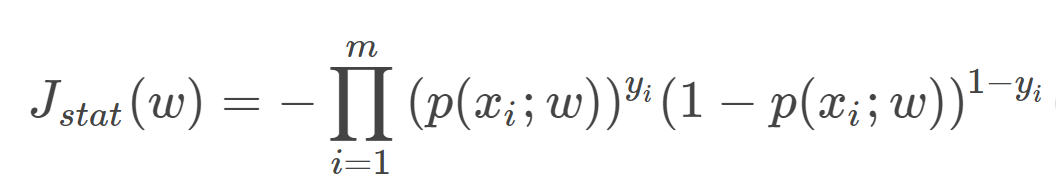 J_{stat}(w) = -\prod_{i=1}^{m} (p(x_i; w))^{y_i} (1 - p(x_i; w))^{1-y_i}